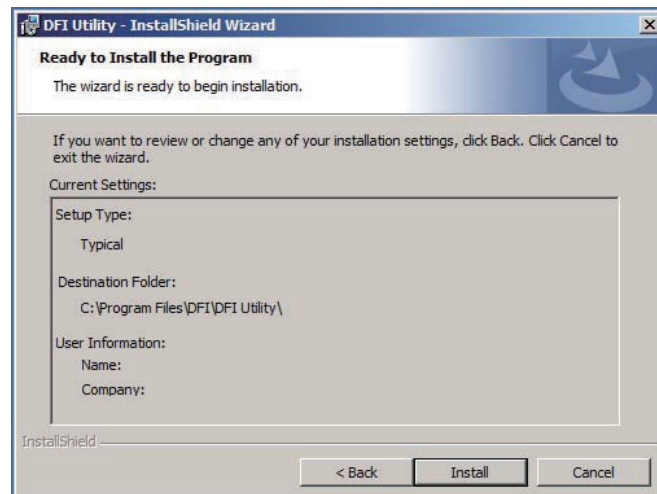 DFI Utility - InstallShield Wizard
Ready to Install the Program
The wizard is ready to begin installation.
If you want to review or change any of your installation settings, click Back. Click Cancel to
exit the wizard.
Current Settings:
Setup Type:
Typical
Destination Folder:
C:\Program Files\DFI\DFI Utility\
User Information:
Name:
Company:
InstallShield
< Back
Install
Cancel